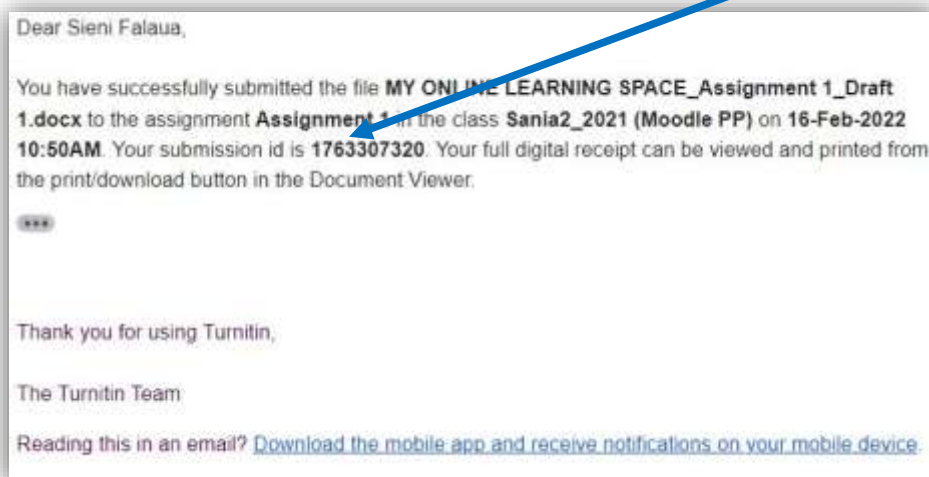 Dear Sieni Falaua,
You have successfully submitted the file MY ONLINE LEARNING SPACE_Assignment 1_Draft
1.docx to the assignment Assignment 1 in the class Sania2_2021 (Moodle PP) on 16-Feb-2022
10:50AM. Your submission id is 1763307320. Your full digital receipt can be viewed and printed from
the print/download button in the Document Viewer.
Thank you for using Turnitin,
The Turnitin Team
Reading this in an email? Download the mobile app and receive notifications on your mobile device.